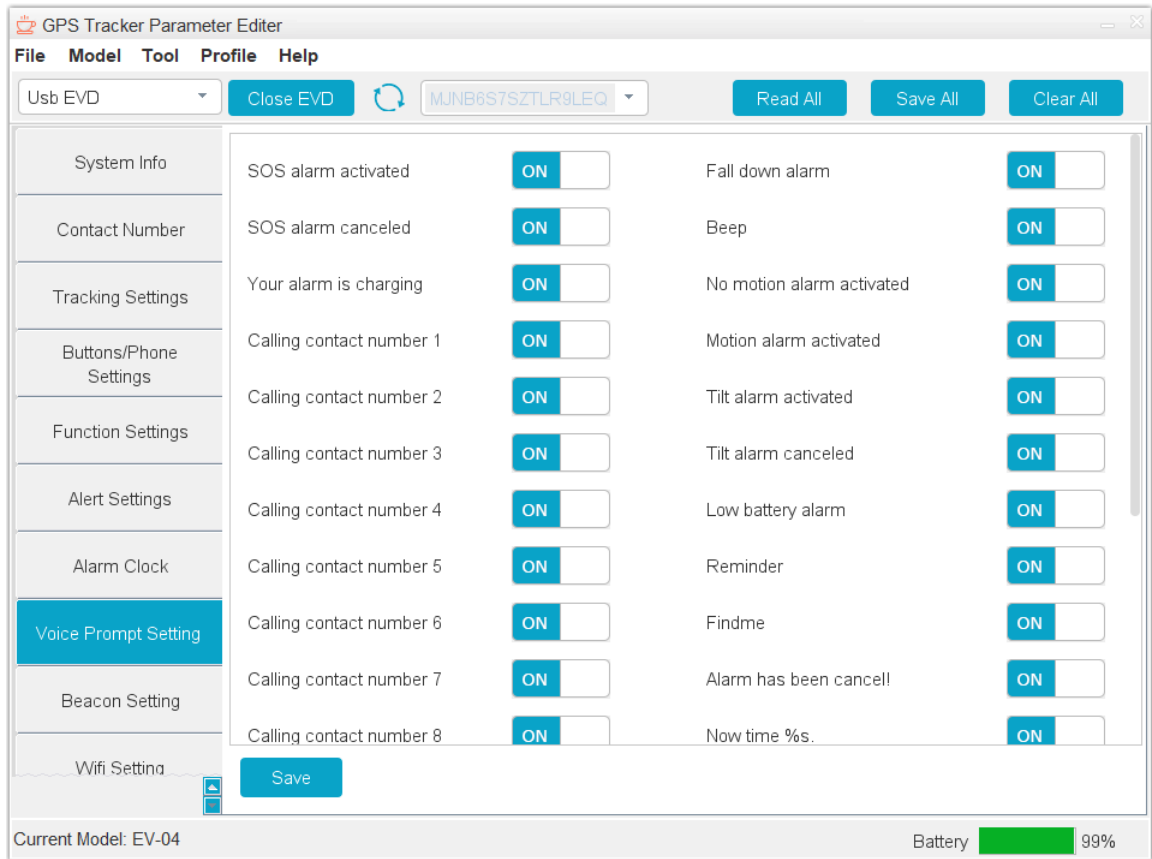 GPS Tracker Parameter Editer
File Model Tool Profile Help
Usb EVD Close EVD MJNB6S7SZTLR9LEQ Read All Save All Clear All
System Info
Contact Number
Tracking Settings
Buttons/Phone
Settings
Function Settings
Alert Settings
Alarm Clock
Voice Prompt Setting
Beacon Setting
Wifi Setting
SOS alarm activated ON Fall down alarm ON
SOS alarm canceled ON Beep ON
Your alarm is charging ON No motion alarm activated ON
Calling contact number 1 ON Motion alarm activated ON
Calling contact number 2 ON Tilt alarm activated ON
Calling contact number 3 ON Tilt alarm canceled ON
Calling contact number 4 ON Low battery alarm ON
Calling contact number 5 ON Reminder ON
Calling contact number 6 ON Findme ON
Calling contact number 7 ON Alarm has been cancel! ON
Calling contact number 8 ON Now time %s. ON
Save
Current Model: EV-04 Battery 99%